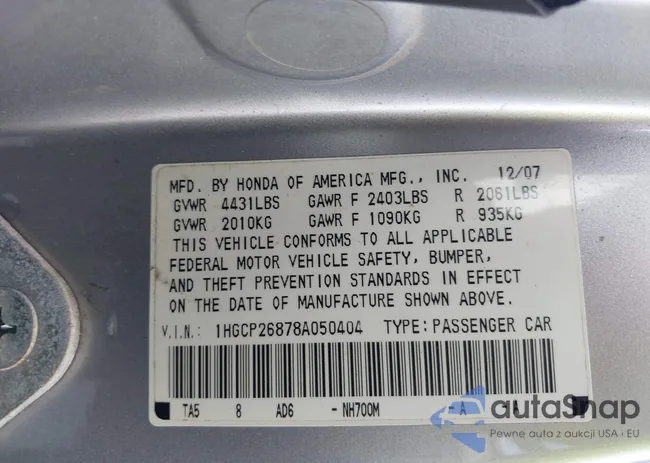 MFD. BY HONDA OF AMERICA MFG., INC. 12/07
GVWR 4431LBS GAWR F 2403LBS R 2061LBS
GVWR 2010KG GAWR F 1090KG R 935KG
THIS VEHICLE CONFORMS TO ALL APPLICABLE
FEDERAL MOTOR VEHICLE SAFETY, BUMPER,
AND THEFT PREVENTION STANDARDS IN EFFECT
ON THE DATE OF MANUFACTURE SHOWN ABOVE.
V.I.N.: 1HGCP26878A050404 TYPE: PASSENGER CAR
TA5 8 AD6 -NH700M -A
autoSnap
Pewne auta z aukcji USA i EU